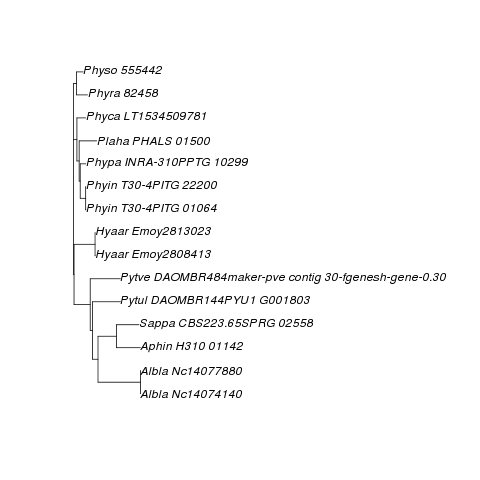 Physo 555442
Phyra 82458
Phyca LT1534509781
Plaha PHALS 01500
Phypa INRA-310PPTG 10299
Phyin T30-4PITG 22200
Phyin T30-4PITG 01064
Hyaar Emoy2813023
Hyaar Emoy2808413
Pytve DAOMBR484maker-pve contig 30-fgenesh-gene-0.30
Pytul DAOMBR144PYU1 G001803
Sappa CBS223.65SPRG 02558
Aphin H310 01142
Albla Nc14077880
Albla Nc14074140